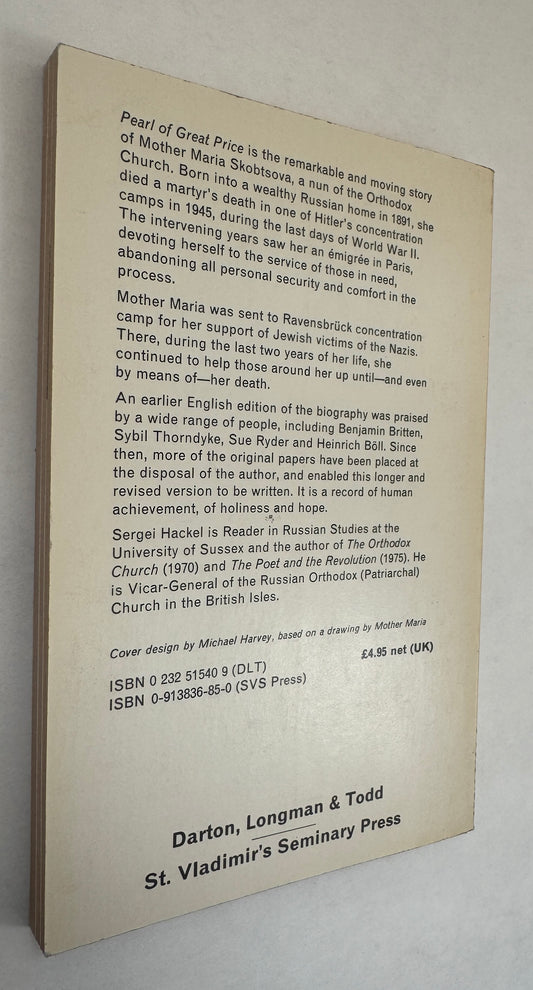 Pearl of Great Price is the remarkable and moving story
of Mother Maria Skobtsova, a nun of the Orthodox
Church. Born into a wealthy Russian home in 1891, she
died a martyr's death in one of Hitler's concentration
camps in 1945, during the last days of World War II.
The intervening years saw her an émigrée in Paris,
devoting herself to the service of those in need,
abandoning all personal security and comfort in the
process.
Mother Maria was sent to Ravensbrück concentration
camp for her support of Jewish victims of the Nazis.
There, during the last two years of her life, she
continued to help those around her up until—and even
by means of—her death.
An earlier English edition of the biography was praised
by a wide range of people, including Benjamin Britten,
Sybil Thorndyke, Sue Ryder and Heinrich Böll. Since
then, more of the original papers have been placed at
the disposal of the author, and enabled this longer and
revised version to be written. It is a record of human
achievement, of holiness and hope.
Sergei Hackel is Reader in Russian Studies at the
University of Sussex and the author of The Orthodox
Church (1970) and The Poet and the Revolution (1975). He
is Vicar-General of the Russian Orthodox (Patriarchal)
Church in the British Isles.
Cover design by Michael Harvey, based on a drawing by Mother Maria
£4.95 net (UK)
ISBN 0 232 51540 9 (DLT)
ISBN 0-913836-85-0 (SVS Press)
Darton, Longman & Todd
St. Vladimir's Seminary Press